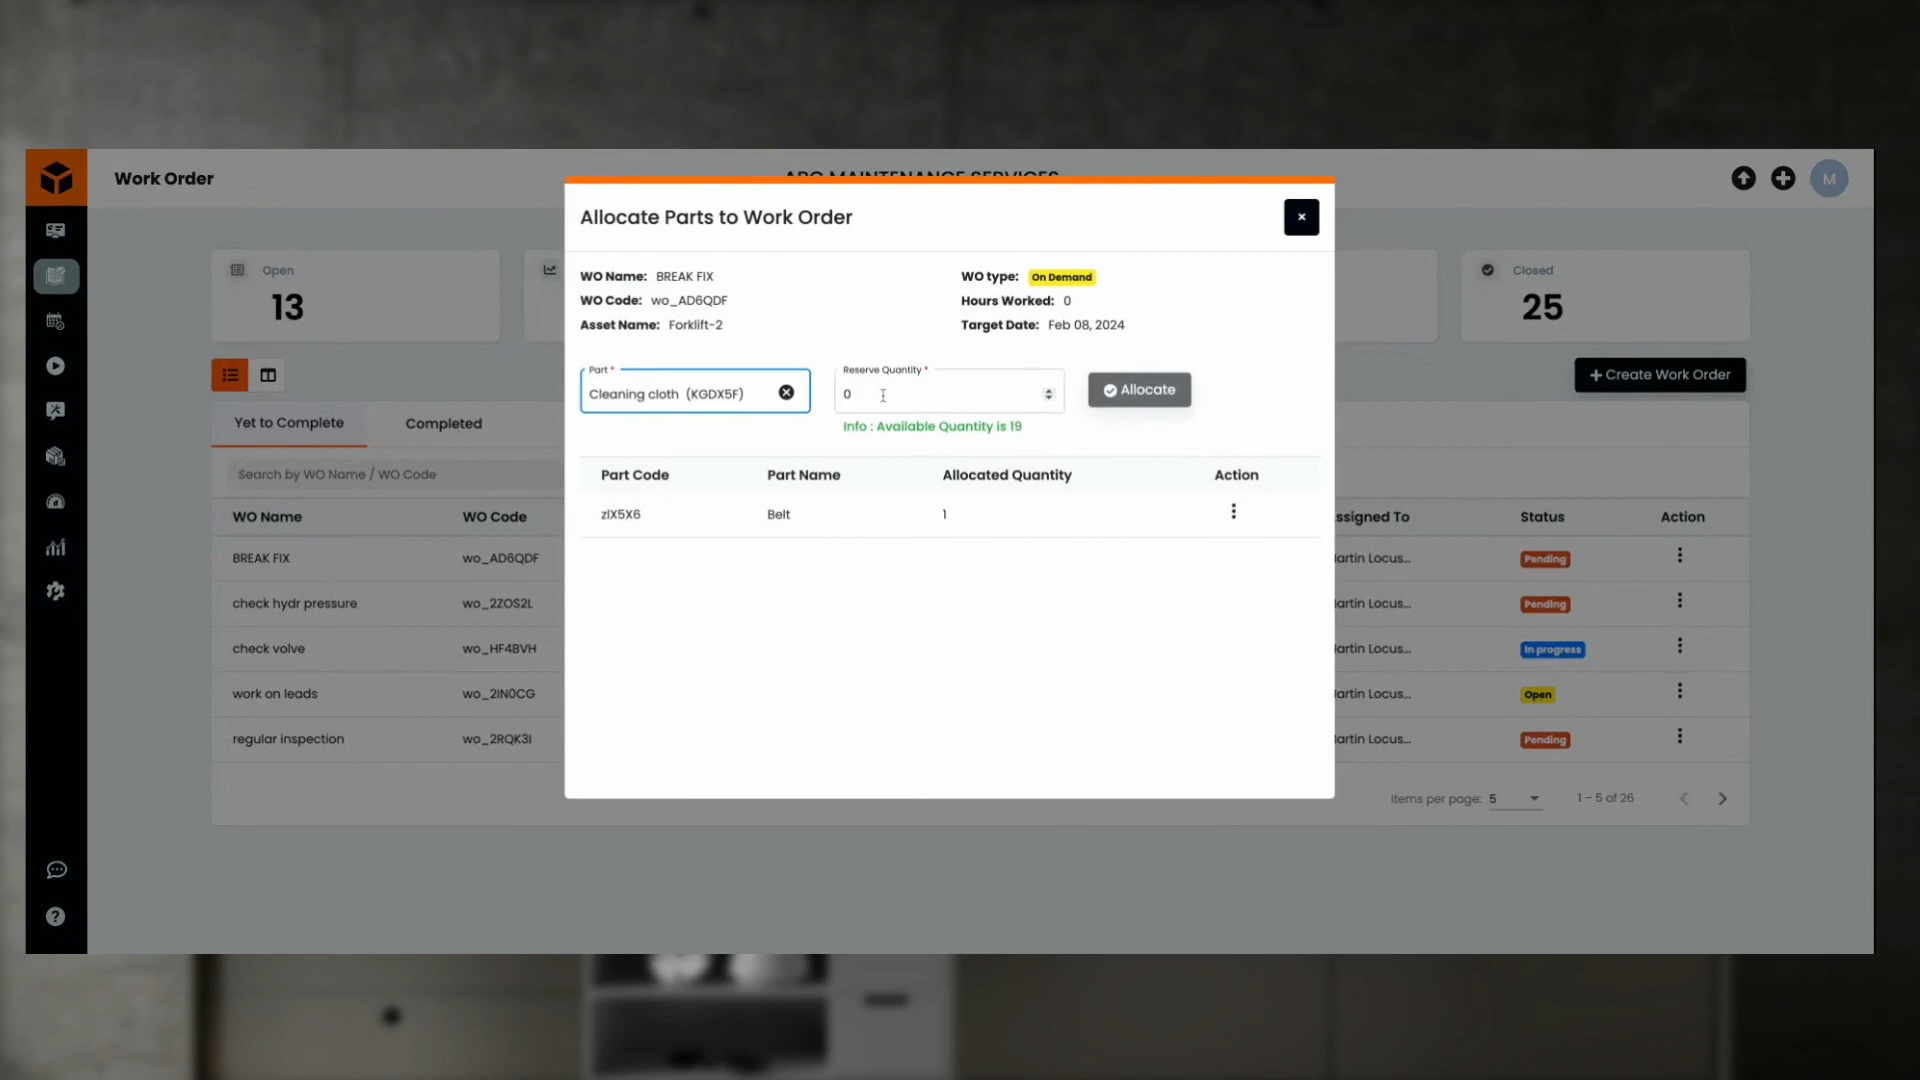 Work Order
M
Open
13
Closed
25
Create Work Order
Yet to Complete
Completed
Search by WO Name / WO Code
WO Name
WO Code
ssigned To
Status
Action
BREAK FIX
wo_AD6QDF
artin Locus...
Pending
check hydr pressure
wo_2ZOS2L
artin Locus...
Pending
check volve
wo_HF4BVH
artin Locus...
In progress
work on leads
wo_2IN0CG
artin Locus...
Open
regular inspection
wo_2RQK3I
artin Locus...
Pending
Items per page: 5
1 – 5 of 26
Allocate Parts to Work Order
×
WO Name: BREAK FIX
WO type: On Demand
WO Code: wo_AD6QDF
Hours Worked: 0
Asset Name: Forklift-2
Target Date: Feb 08, 2024
Part *
Cleaning cloth (KGDX5F)
Reserve Quantity *
0
Allocate
Info : Available Quantity is 19
Part Code
Part Name
Allocated Quantity
Action
zIX5X6
Belt
1